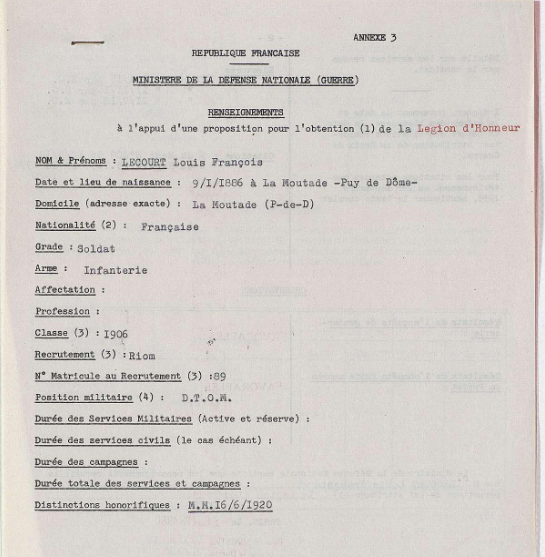 ANNEXE 3
REPUBLIQUE FRANCAISE
MINISTERE DE LA DEFENSE NATIONALE (GUERRE)
RENSEIGNEMENTS
à l'appui d'une proposition pour l'obtention (1) de la Legion d'Honneur
NOM & Prénoms : LECOURT Louis François
Date et lieu de naissance : 9/I/1886 à La Moutade -Puy de Dôme-
Domicile (adresse exacte) : La Moutade (P-de-D)
Nationalité (2) : Française
Grade : Soldat
Arme : Infanterie
Affectation :
Profession :
Classe (3) : I906
Recrutement (3) :Riom
N° Matricule au Recrutement (3) :89
Position militaire (4) : D.T.O.M.
Durée des Services Militaires (Active et réserve) :
Durée des zervices civils (le cas échéant) :
Durée des campagnes :
Durée totale des services et campagnes :
Distinctions honorifiques : M.M.I6/6/I920